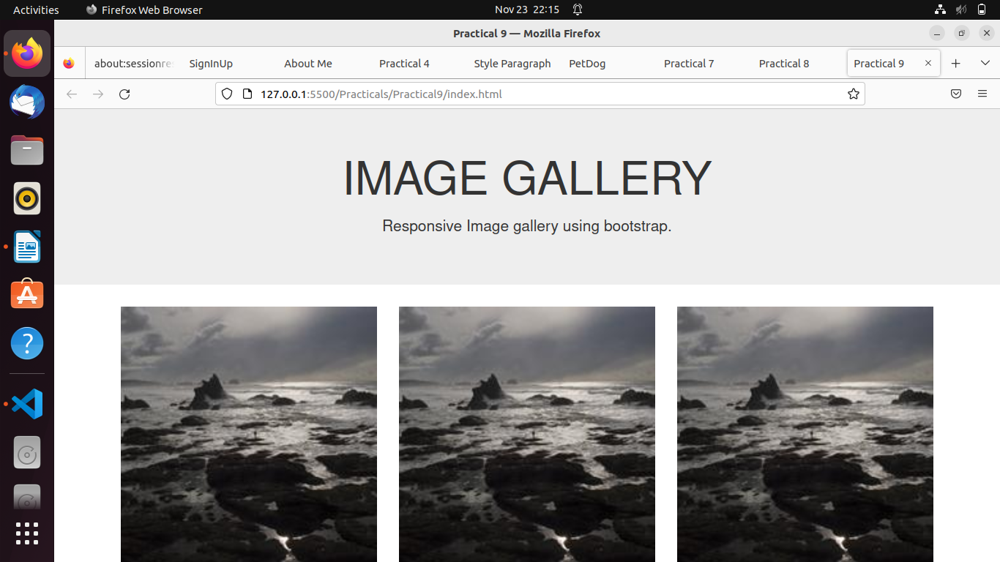 Activities
Firefox Web Browser
Nov 23 22:15
Practical 9 — Mozilla Firefox
about:sessionres
SignInUp
About Me
Practical 4
Style Paragraph
PetDog
Practical 7
Practical 8
Practical 9
127.0.0.1:5500/Practicals/Practical9/index.html
IMAGE GALLERY
Responsive Image gallery using bootstrap.